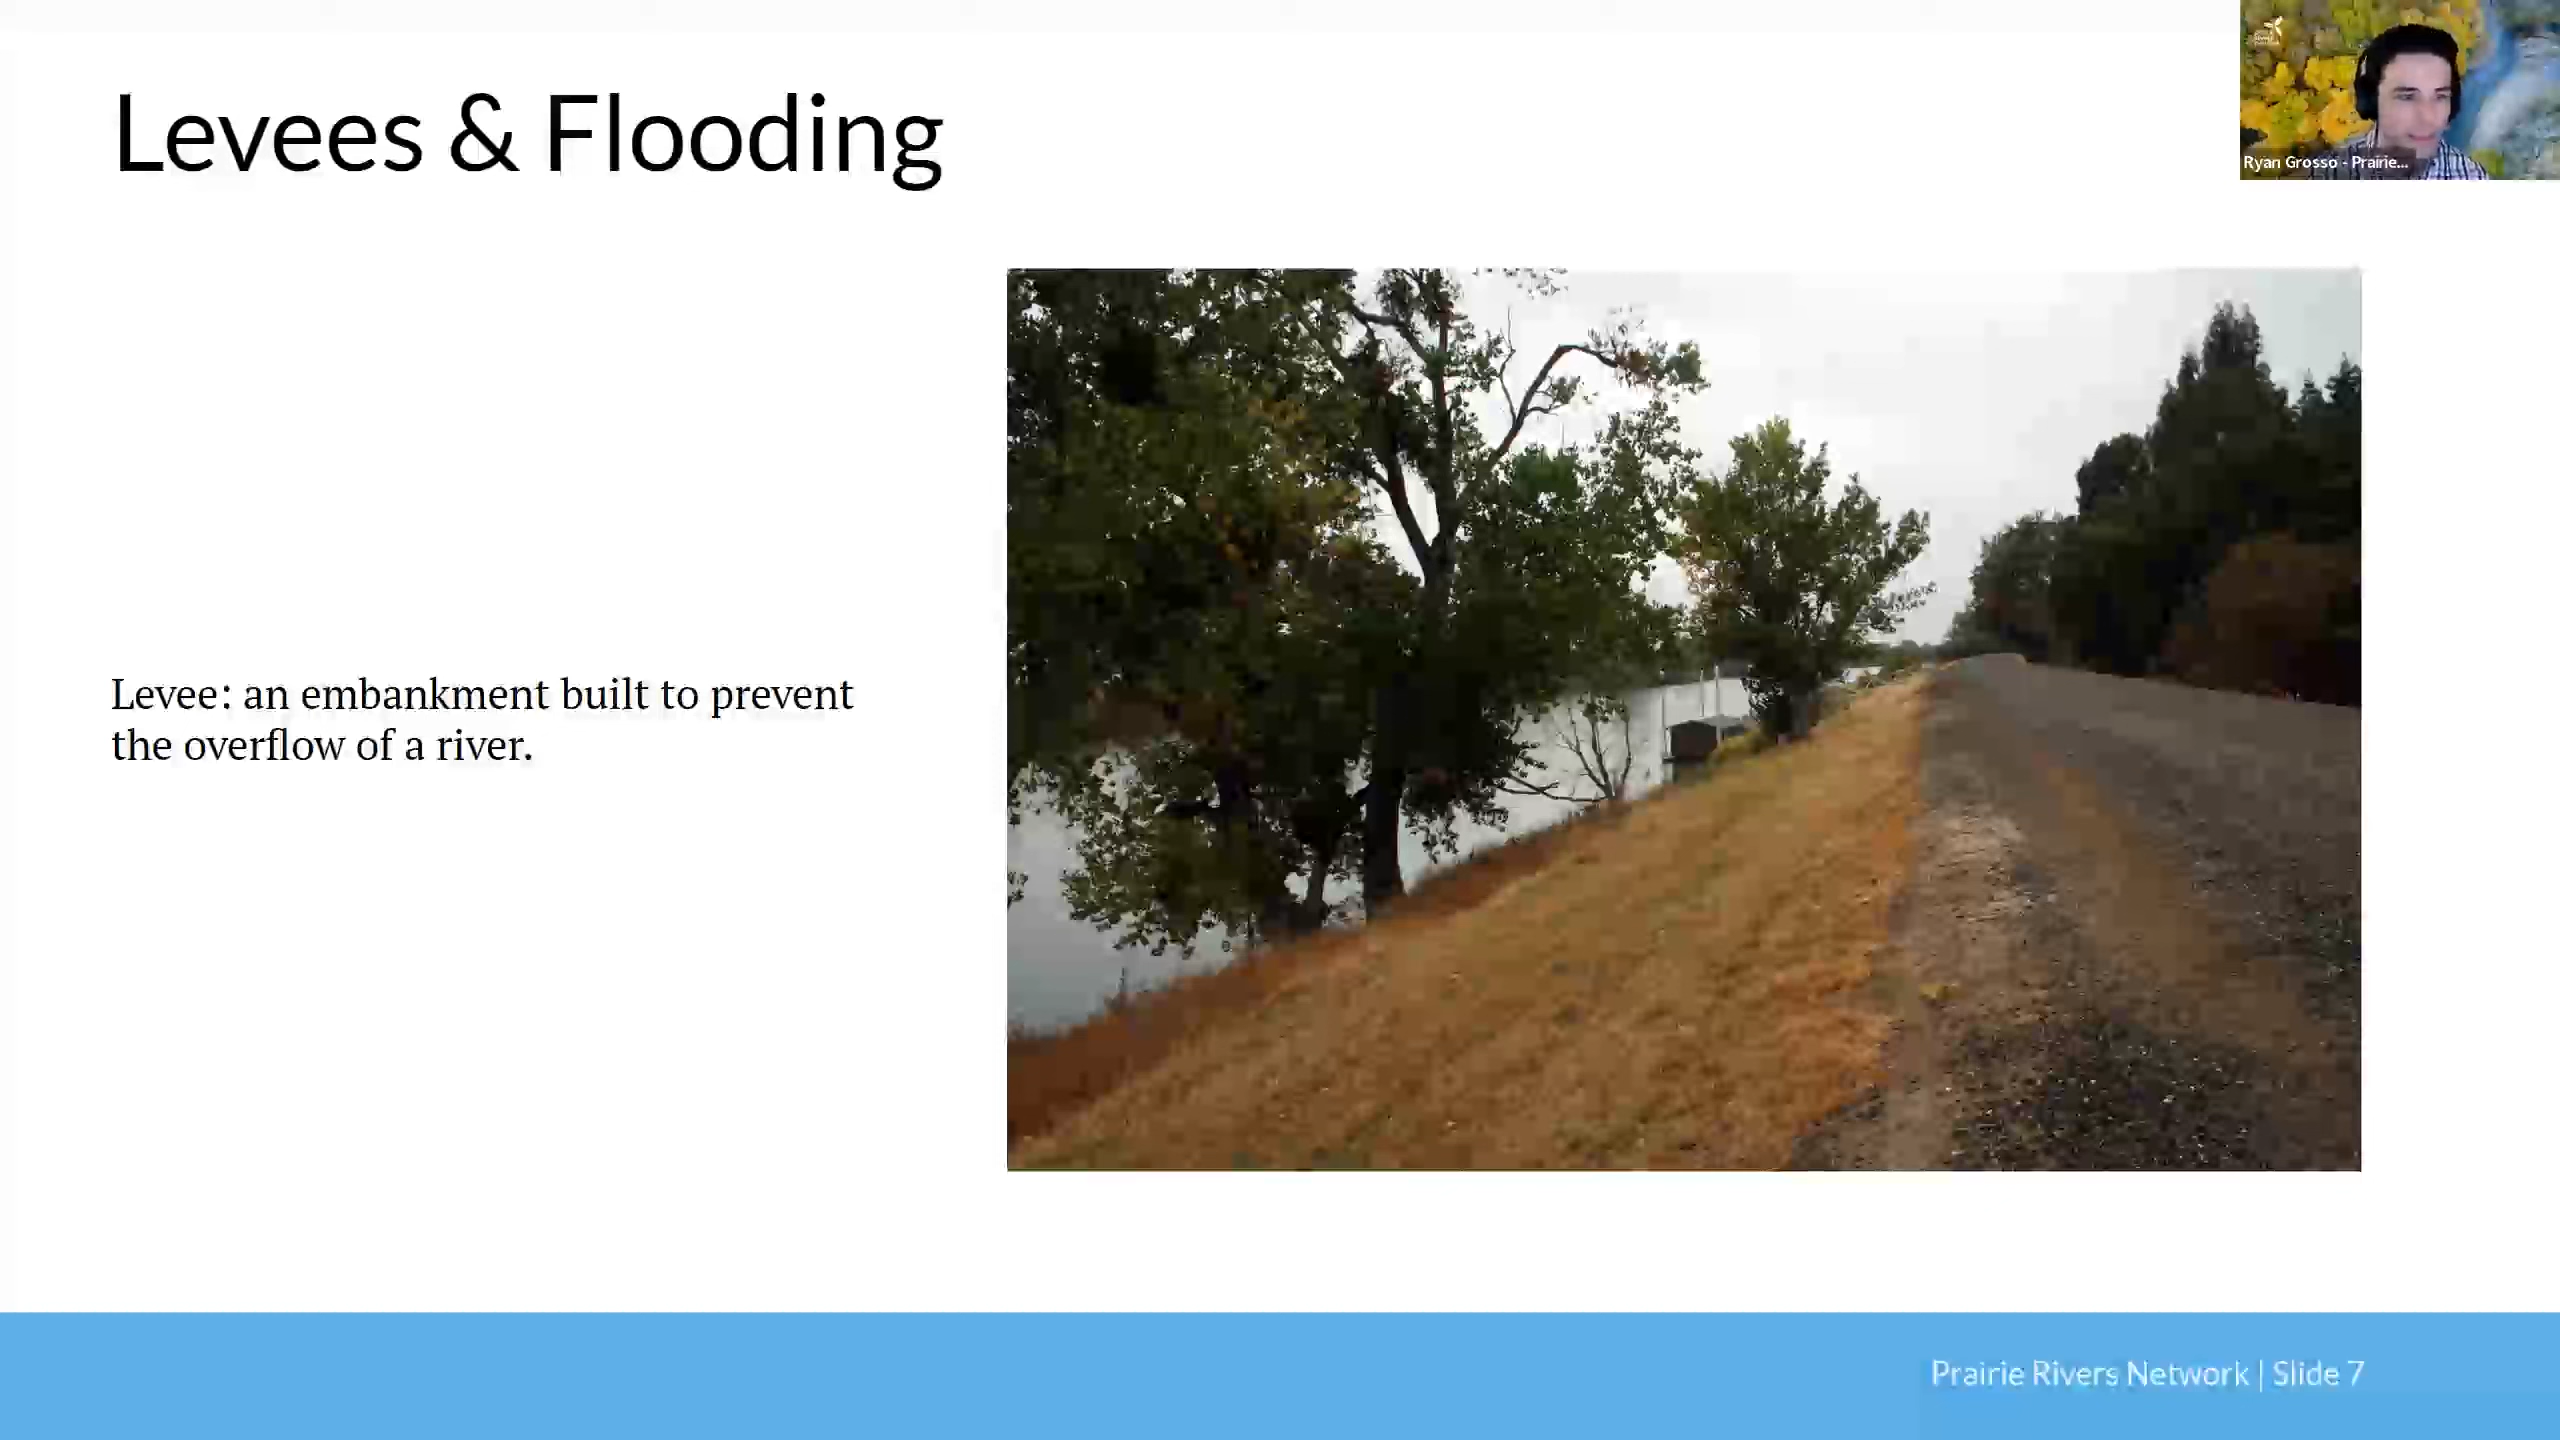 Levees & Flooding
Ryan Grosso - Prairie...
Levee: an embankment built to prevent
the overflow of a river.
Prairie Rivers Network | Slide 7